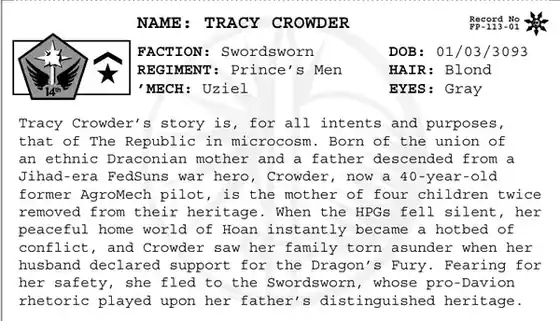 NAME: TRACY CROWDER
Record No
FP-113-01
FACTION: Swordsworn
DOB: 01/03/3093
REGIMENT: Prince's Men
HAIR: Blond
'MECH: Uziel
EYES: Gray
14th
Tracy Crowder's story is, for all intents and purposes,
that of The Republic in microcosm. Born of the union of
an ethnic Draconian mother and a father descended from a
Jihad-era FedSuns war hero, Crowder, now a 40-year-old
former AgroMech pilot, is the mother of four children twice
removed from their heritage. When the HPGs fell silent, her
peaceful home world of Hoan instantly became a hotbed of
conflict, and Crowder saw her family torn asunder when her
husband declared support for the Dragon's Fury. Fearing for
her safety, she fled to the Swordsworn, whose pro-Davion
rhetoric played upon her father's distinguished heritage.